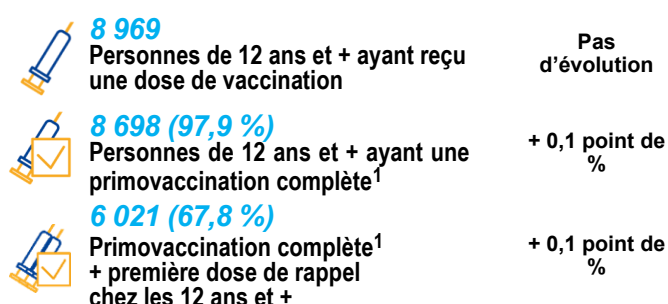 8 969
Personnes de 12 ans et + ayant reçu
une dose de vaccination
Pas
d'évolution
8 698 (97,9 %)
Personnes de 12 ans et + ayant une
primovaccination complète1
+ 0,1 point de
%
6 021 (67,8 %)
Primovaccination complète1
+ première dose de rappel
chez les 12 ans et +
+ 0,1 point de
%